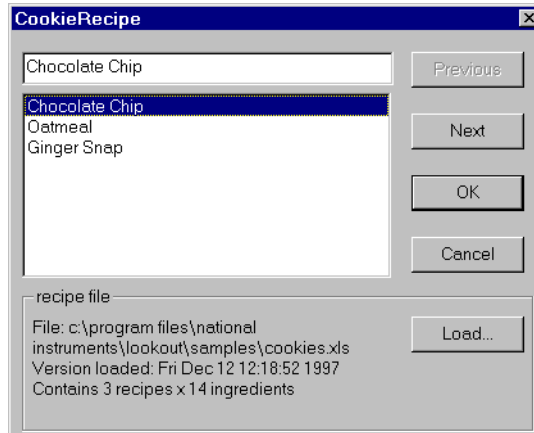 CookieRecipe
Chocolate Chip
Previous
Chocolate Chip
Oatmeal
Ginger Snap
Next
OK
Cancel
recipe file
File: c:\program files\national
instruments\lookout\samples\cookies.xls
Version loaded: Fri Dec 12 12:18:52 1997
Contains 3 recipes x 14 ingredients
Load...